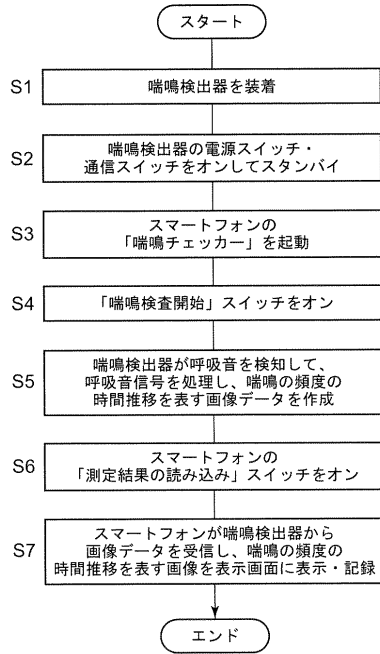 スタート
S1
喘鳴検出器を装着
S2
喘鳴検出器の電源スイッチ・
通信スイッチをオンしてスタンバイ
S3
スマートフォンの
「喘鳴チェッカー」を起動
S4
「喘鳴検査開始」スイッチをオン
S5
喘鳴検出器が呼吸音を検知して、
呼吸音信号を処理し、喘鳴の頻度の
時間推移を表す画像データを作成
S6
スマートフォンの
「測定結果の読み込み」スイッチをオン
S7
スマートフォンが喘鳴検出器から
画像データを受信し、喘鳴の頻度の
時間推移を表す画像を表示画面に表示・記録
エンド